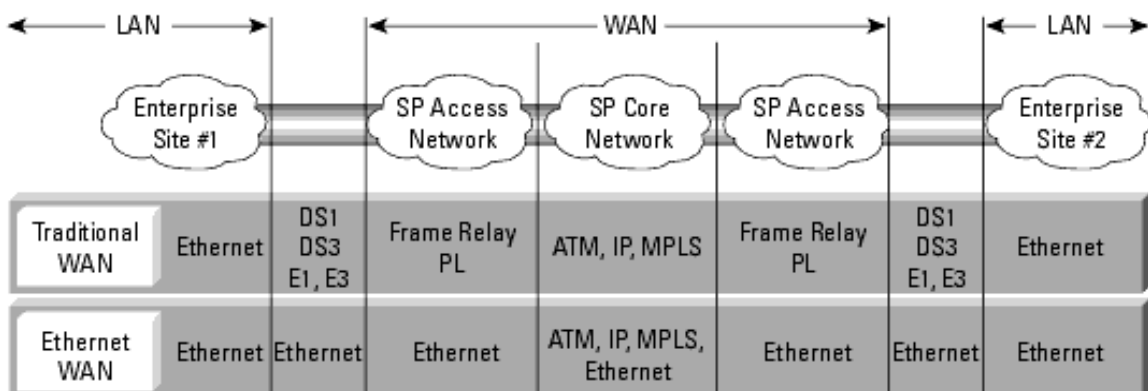 LAN WAN LAN
Enterprise Site #1
SP Access Network
SP Core Network
SP Access Network
Enterprise Site #2
Traditional WAN
Ethernet
DS1
DS3
E1, E3
Frame Relay
PL
ATM, IP, MPLS
Frame Relay
PL
DS1
DS3
E1, E3
Ethernet
Ethernet WAN
Ethernet
Ethernet
Ethernet
ATM, IP, MPLS,
Ethernet
Ethernet
Ethernet
Ethernet